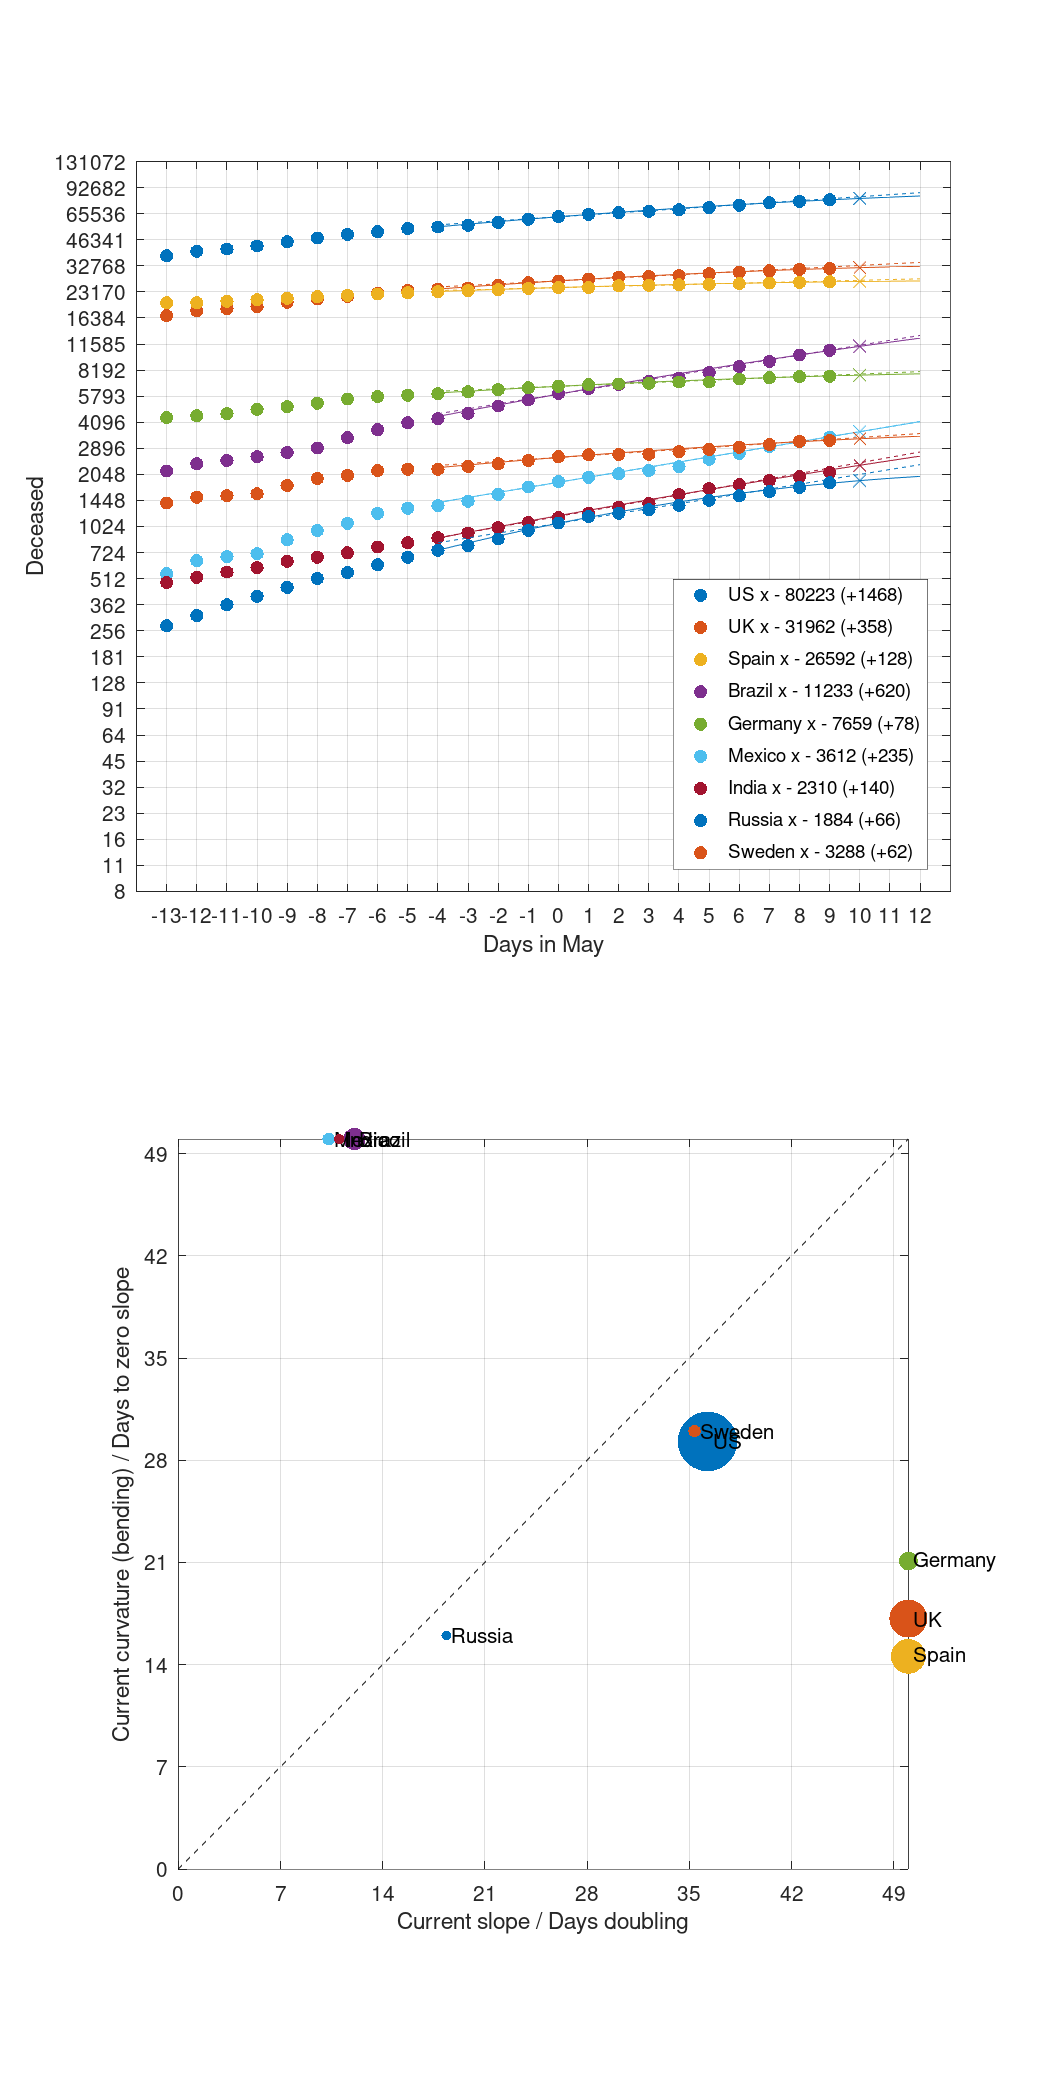 131072
92682
65536
46341
32768
23170
16384
11585
8192
5793
4096
2896
2048
1448
1024
724
512
362
256
181
128
91
64
45
32
23
16
11
8
Deceased
US x - 80223 (+1468)
UK x - 31962 (+358)
Spain x - 26592 (+128)
Brazil x - 11233 (+620)
Germany x - 7659 (+78)
Mexico x - 3612 (+235)
India x - 2310 (+140)
Russia x - 1884 (+66)
Sweden x - 3288 (+62)
-13 -12 -11 -10 -9 -8 -7 -6 -5 -4 -3 -2 -1 0 1 2 3 4 5 6 7 8 9 10 11 12
Days in May
Mexico India Brazil
49
42
35
28
21
14
7
0
Current curvature (bending) / Days to zero slope
Sweden
US
Germany
UK
Spain
Russia
0 7 14 21 28 35 42 49
Current slope / Days doubling